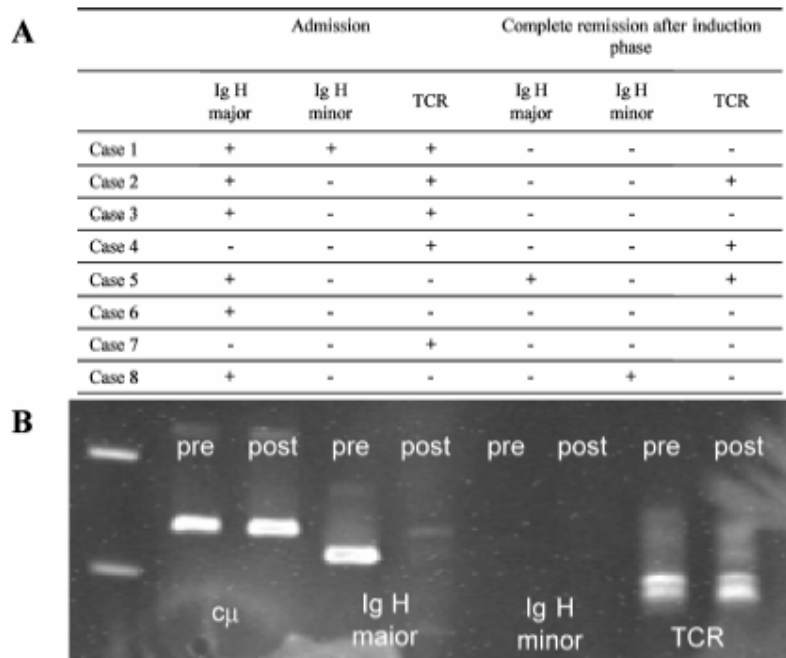 A
Admission Complete remission after induction phase
Ig H major Ig H minor TCR Ig H major Ig H minor TCR
Case 1 + + + - - -
Case 2 + - + - - +
Case 3 + - + - - -
Case 4 - - + - - +
Case 5 + - - + - +
Case 6 + - - - - -
Case 7 - - + - - -
Case 8 + - - - + -
B
pre post pre post pre post pre post
cμ Ig H maior Ig H minor TCR